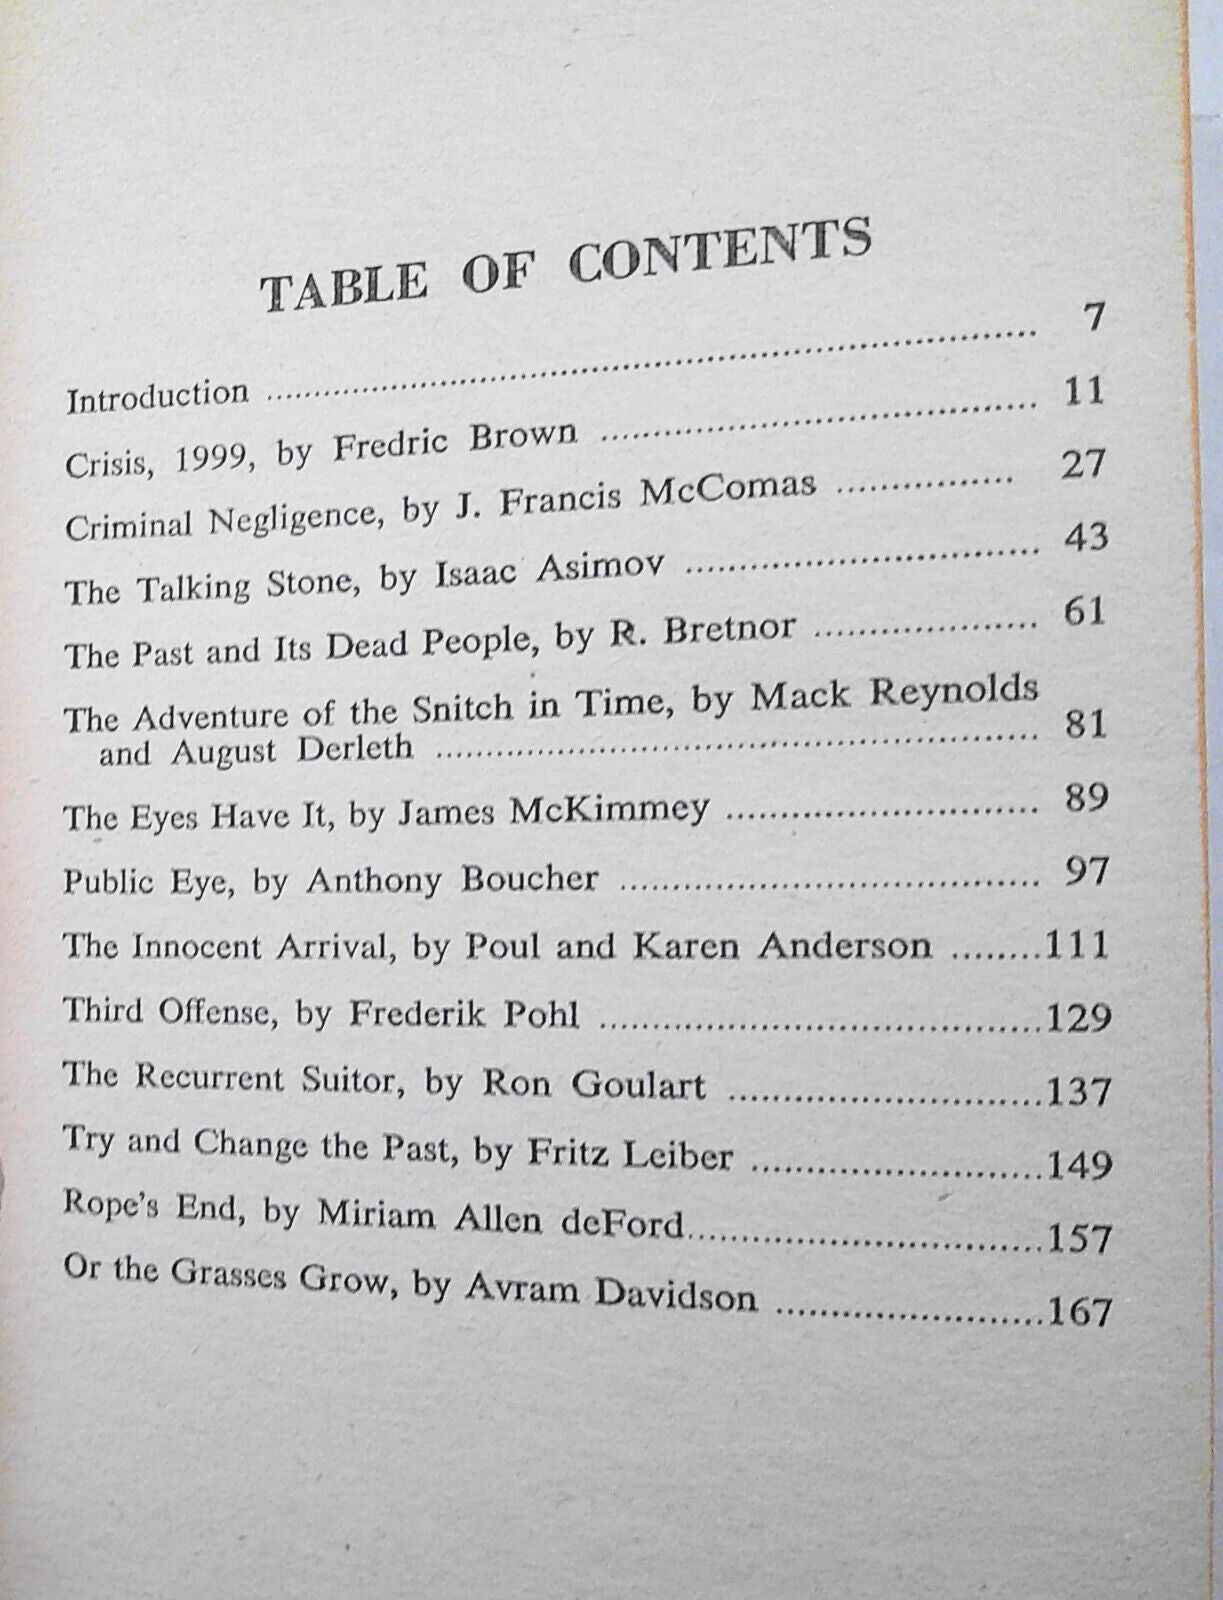 TABLE OF CONTENTS
Introduction ........................................................................ 7
Crisis, 1999, by Fredric Brown ................................................ 11
Criminal Negligence, by J. Francis McComas ................ 27
The Talking Stone, by Isaac Asimov ................................. 43
The Past and Its Dead People, by R. Bretnor ..................... 61
The Adventure of the Snitch in Time, by Mack Reynolds
and August Derleth ........................................................ 81
The Eyes Have It, by James McKimmey ............................ 89
Public Eye, by Anthony Boucher ....................................... 97
The Innocent Arrival, by Poul and Karen Anderson ........111
Third Offense, by Frederik Pohl .........................................129
The Recurrent Suitor, by Ron Goulart .............................137
Try and Change the Past, by Fritz Leiber ...........................149
Rope's End, by Miriam Allen deFord.................................157
Or the Grasses Grow, by Avram Davidson .........................167